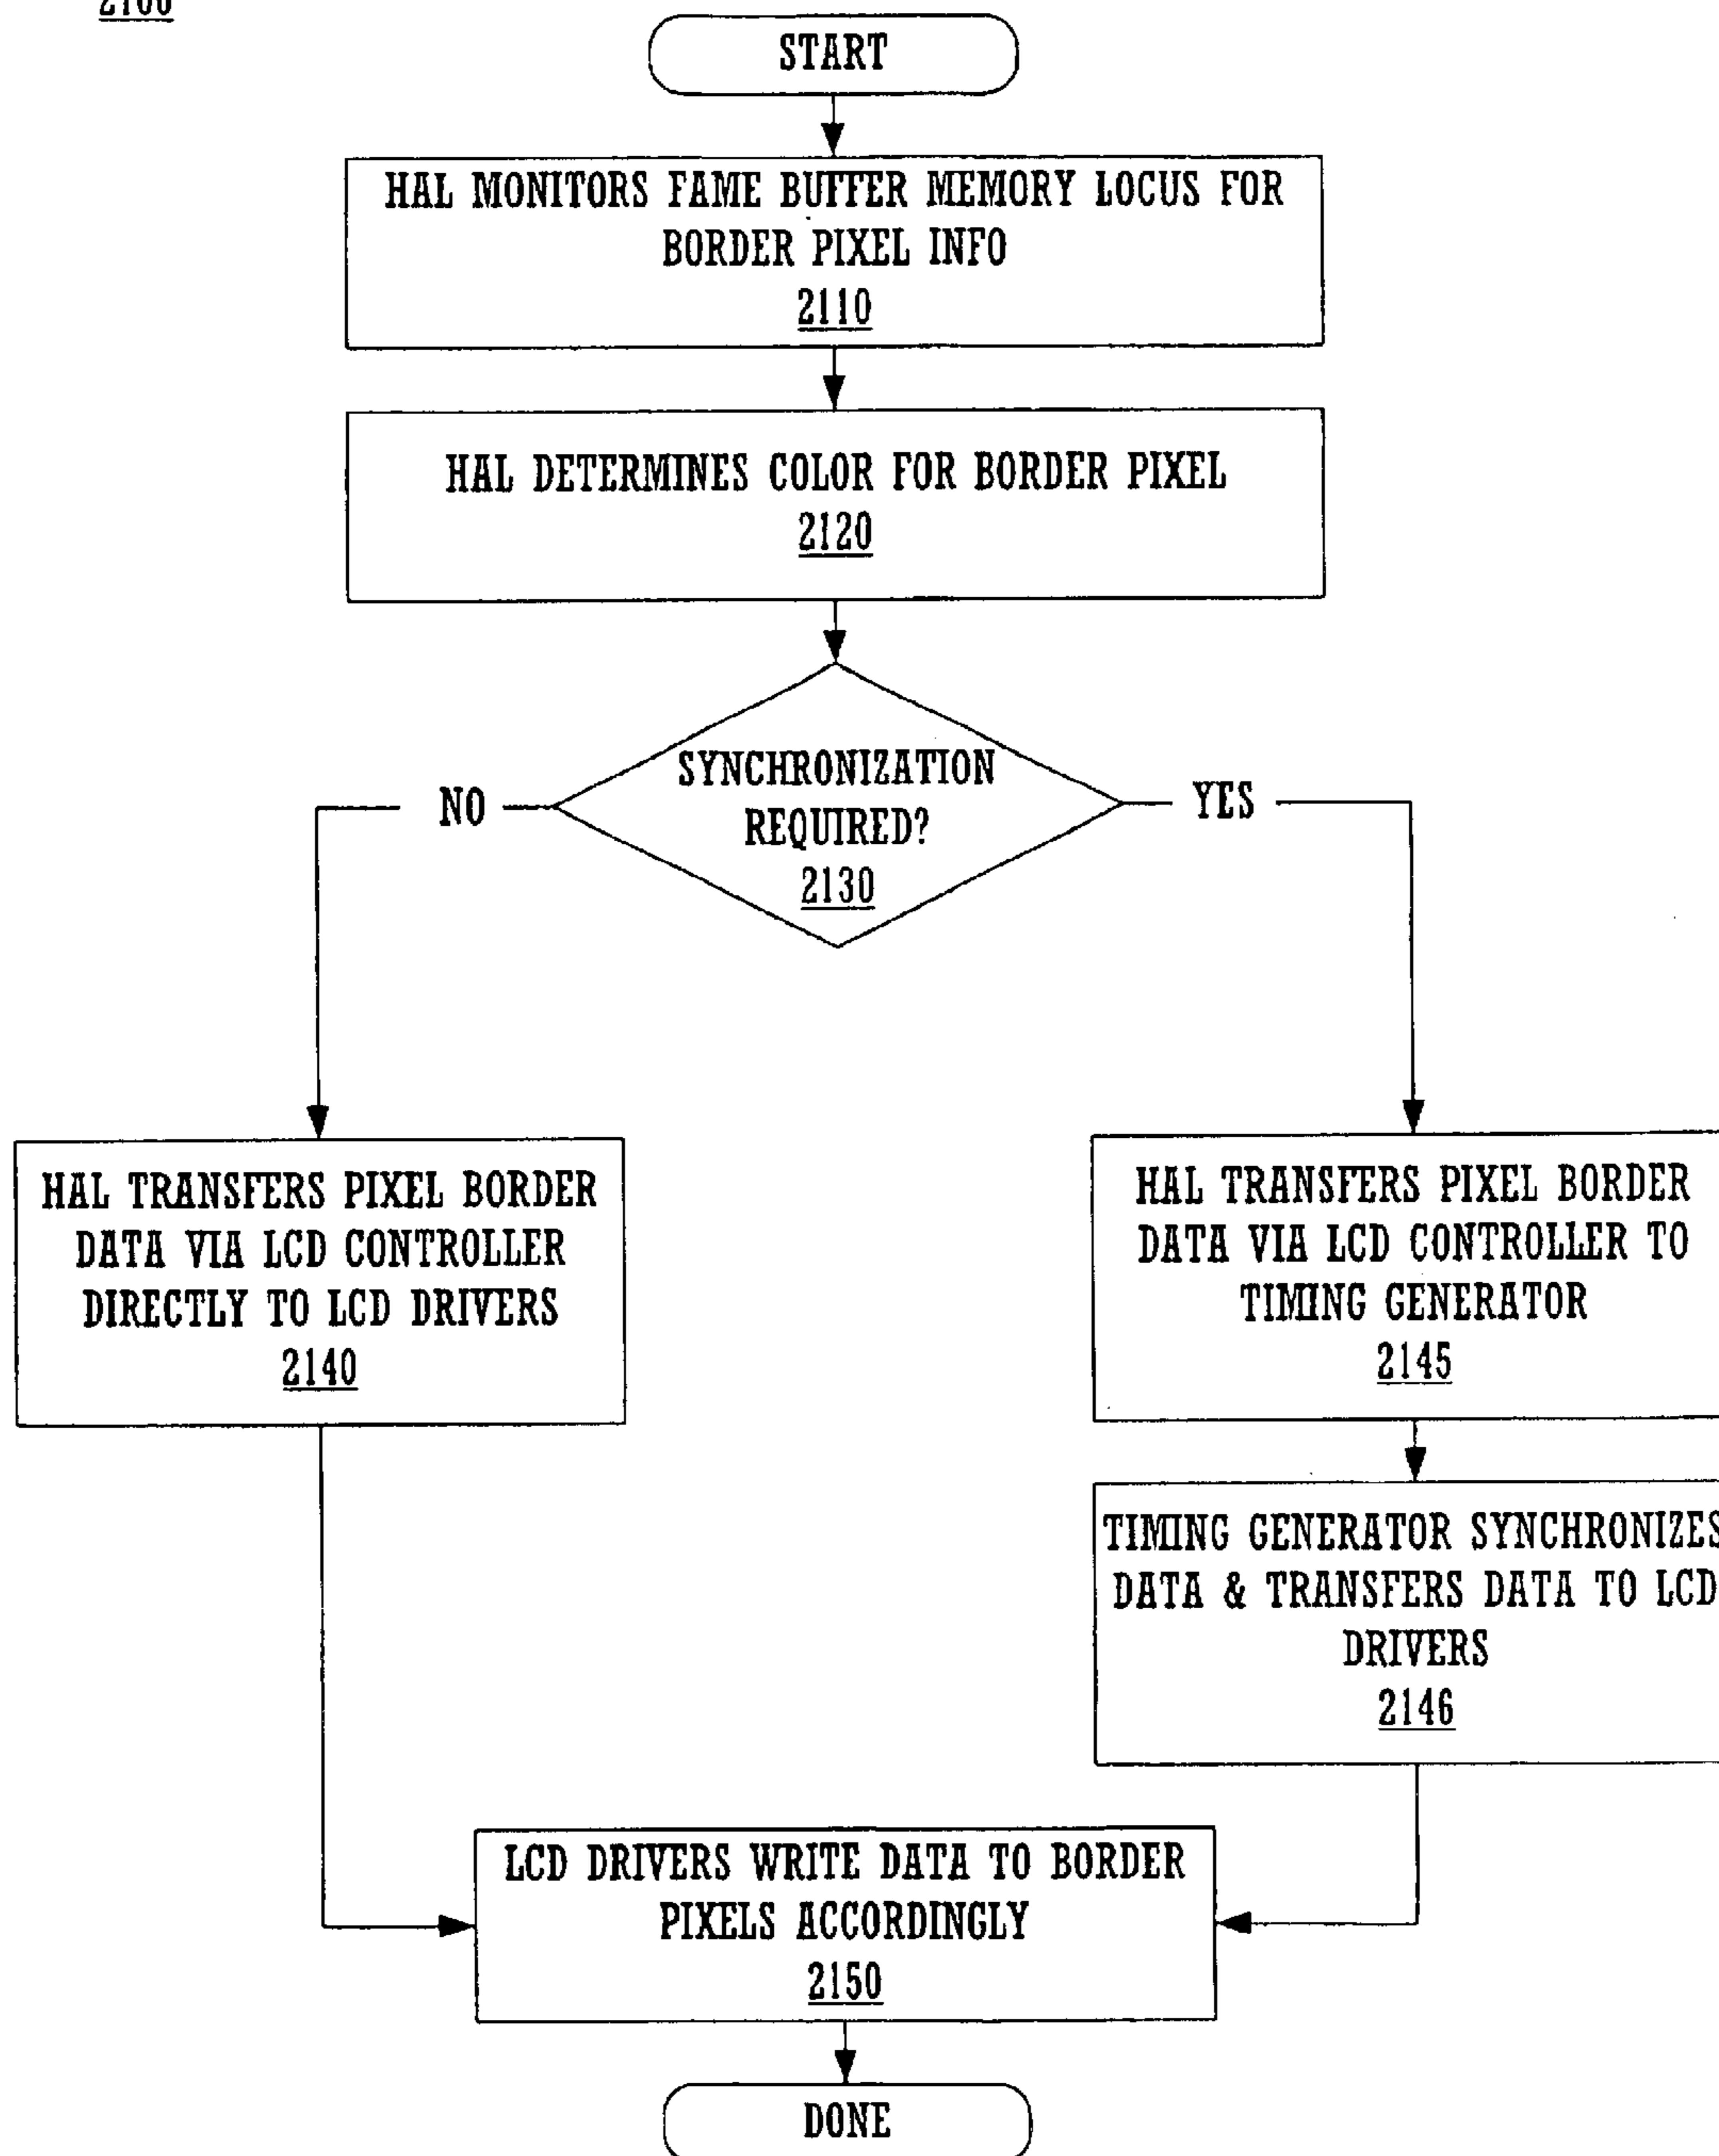 2100
START
HAL MONITORS FAME BUFFER MEMORY LOCUS FOR
BORDER PIXEL INFO
2110
HAL DETERMINES COLOR FOR BORDER PIXEL
2120
SYNCHRONIZATION
REQUIRED?
2130
NO
YES
HAL TRANSFERS PIXEL BORDER
DATA VIA LCD CONTROLLER
DIRECTLY TO LCD DRIVERS
2140
HAL TRANSFERS PIXEL BORDER
DATA VIA LCD CONTROLLER TO
TIMING GENERATOR
2145
TIMING GENERATOR SYNCHRONIZES
DATA & TRANSFERS DATA TO LCD
DRIVERS
2146
LCD DRIVERS WRITE DATA TO BORDER
PIXELS ACCORDINGLY
2150
DONE